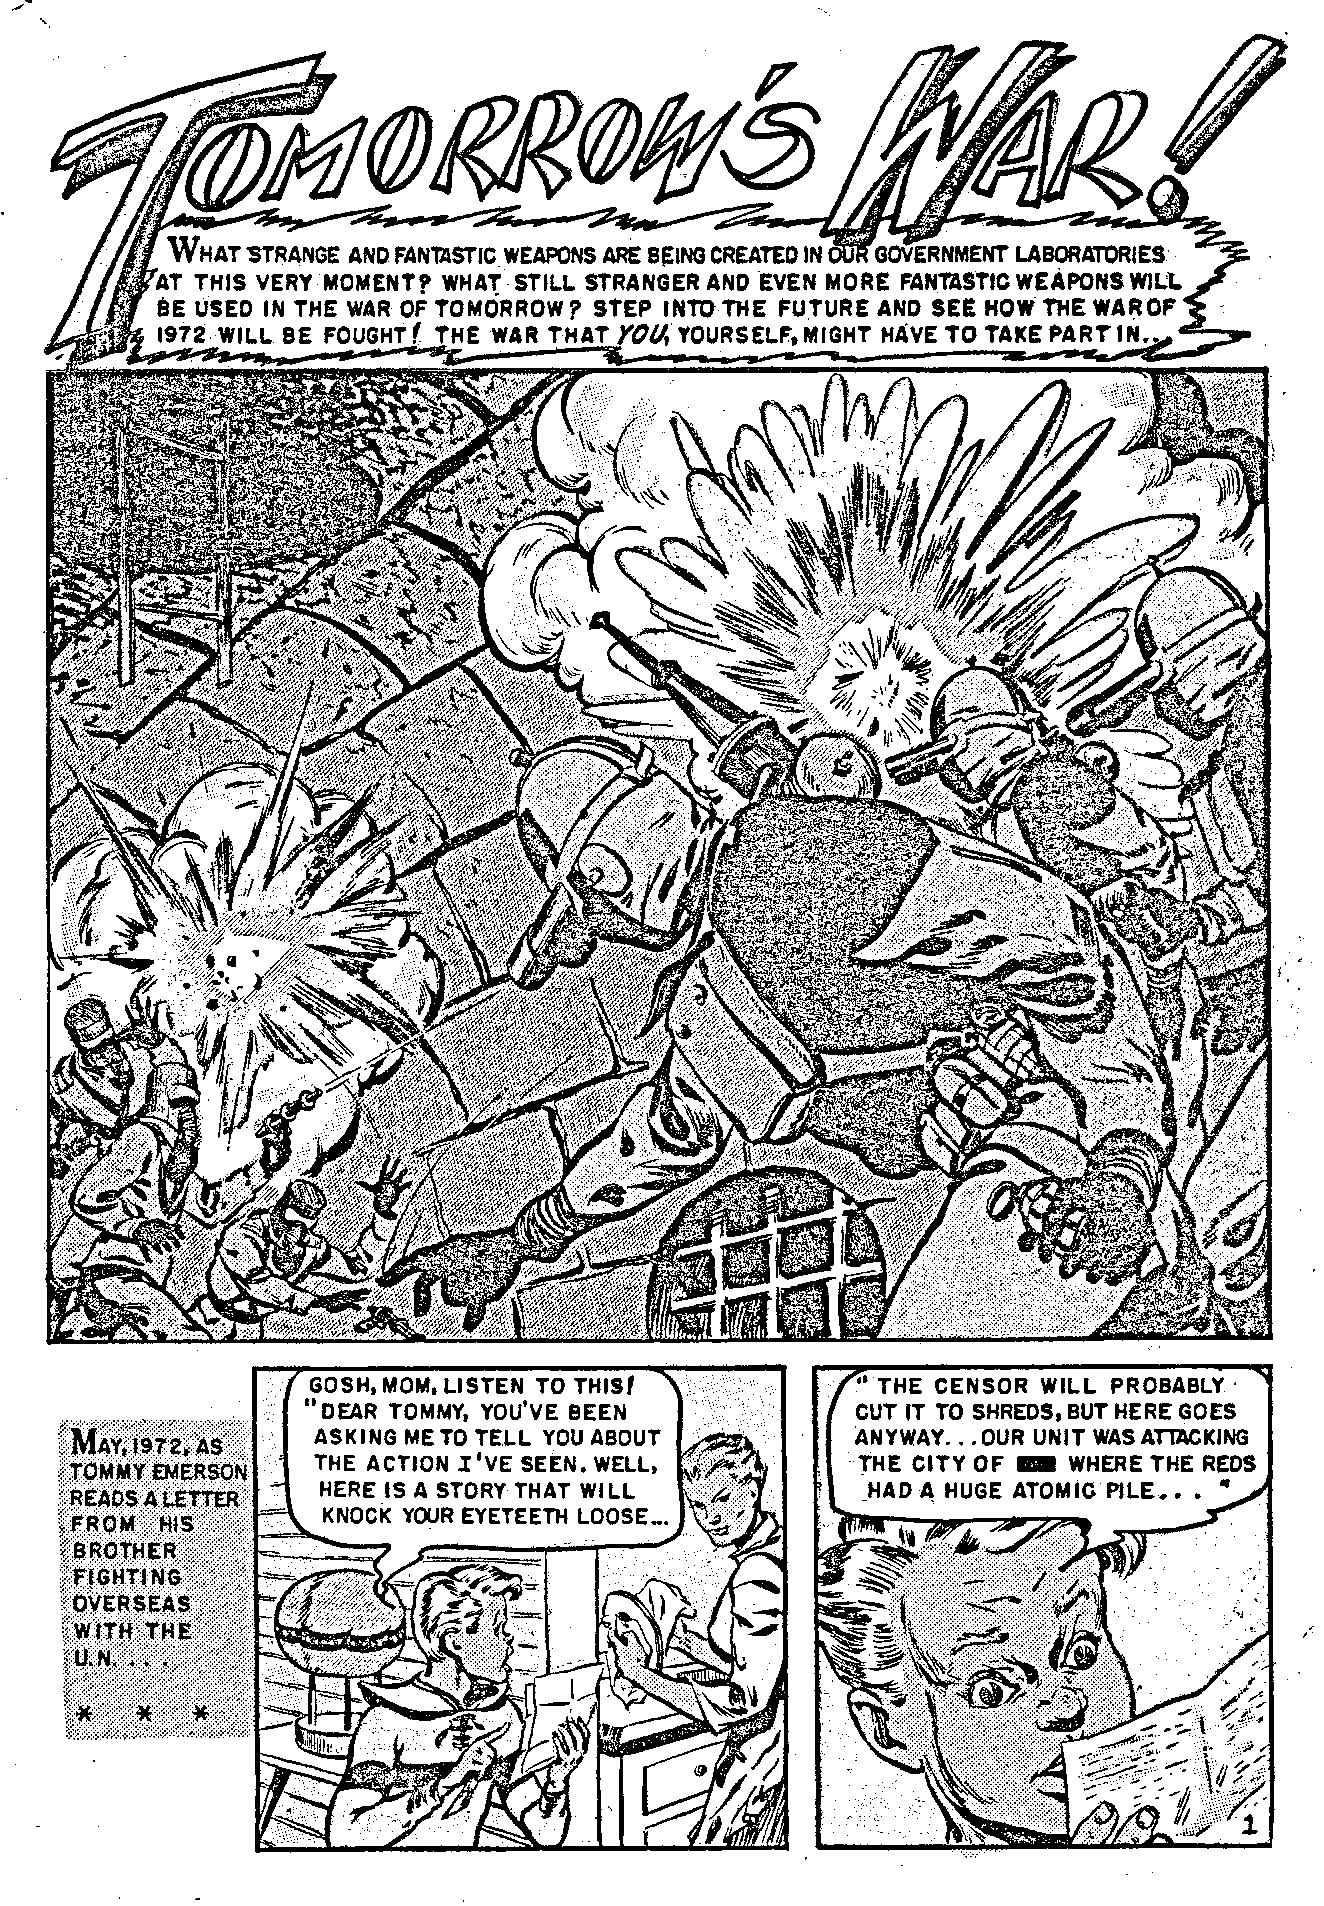 TOMORROW'S WAR!
WHAT STRANGE AND FANTASTIC WEAPONS ARE BEING CREATED IN OUR GOVERNMENT LABORATORIES
AT THIS VERY MOMENT? WHAT STILL STRANGER AND EVEN MORE FANTASTIC WEAPONS WILL
BE USED IN THE WAR OF TOMORROW? STEP INTO THE FUTURE AND SEE HOW THE WAR OF
1972 WILL BE FOUGHT! THE WAR THAT YOU, YOURSELF, MIGHT HAVE TO TAKE PART IN...
MAY, 1972, AS
TOMMY EMERSON
READS A LETTER
FROM HIS
BROTHER
FIGHTING
OVERSEAS
WITH THE
U.N. . . .
* * *
GOSH, MOM, LISTEN TO THIS!
"DEAR TOMMY, YOU'VE BEEN
ASKING ME TO TELL YOU ABOUT
THE ACTION I'VE SEEN. WELL,
HERE IS A STORY THAT WILL
KNOCK YOUR EYETEETH LOOSE...
" THE CENSOR WILL PROBABLY
CUT IT TO SHREDS, BUT HERE GOES
ANYWAY...OUR UNIT WAS ATTACKING
THE CITY OF WHERE THE REDS
HAD A HUGE ATOMIC PILE... "
1